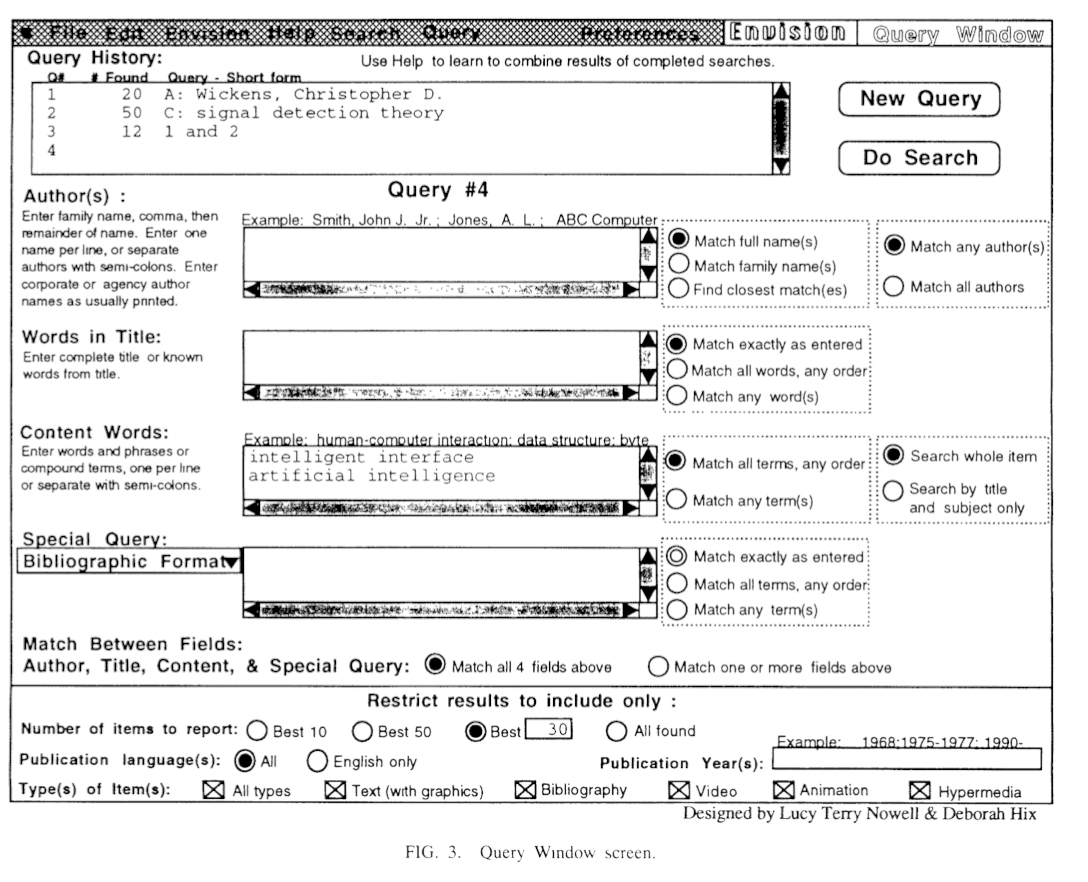 File Edit Envision Help Search Query Preferences Envision Query Window
Query History: Use Help to learn to combine results of completed searches.
Q# # Found Query - Short form
1 20 A: Wickens, Christopher D.
2 50 C: signal detection theory
3 12 1 and 2
4
New Query
Do Search
Query #4
Author(s) :
Enter family name, comma, then
remainder of name. Enter one
name per line, or separate
authors with semi-colons. Enter
corporate or agency author
names as usually printed.
Example: Smith, John J. Jr. ; Jones, A. L. ; ABC Computer
Match full name(s)
Match family name(s)
Find closest match(es)
Match any author(s)
Match all authors
Words in Title:
Enter complete title or known
words from title.
Match exactly as entered
Match all words, any order
Match any word(s)
Content Words:
Enter words and phrases or
compound terms, one per line
or separate with semi-colons.
Example: human-computer interaction; data structure; byte
intelligent interface
artificial intelligence
Match all terms, any order
Match any term(s)
Search whole item
Search by title
and subject only
Special Query:
Bibliographic Format
Match exactly as entered
Match all terms, any order
Match any term(s)
Match Between Fields:
Author, Title, Content, & Special Query: Match all 4 fields above Match one or more fields above
Restrict results to include only :
Number of items to report: Best 10 Best 50 Best 30 All found
Example: 1968;1975-1977; 1990-
Publication language(s): All English only Publication Year(s):
Type(s) of Item(s): All types Text (with graphics) Bibliography Video Animation Hypermedia
Designed by Lucy Terry Nowell & Deborah Hix
FIG. 3. Query Window screen.